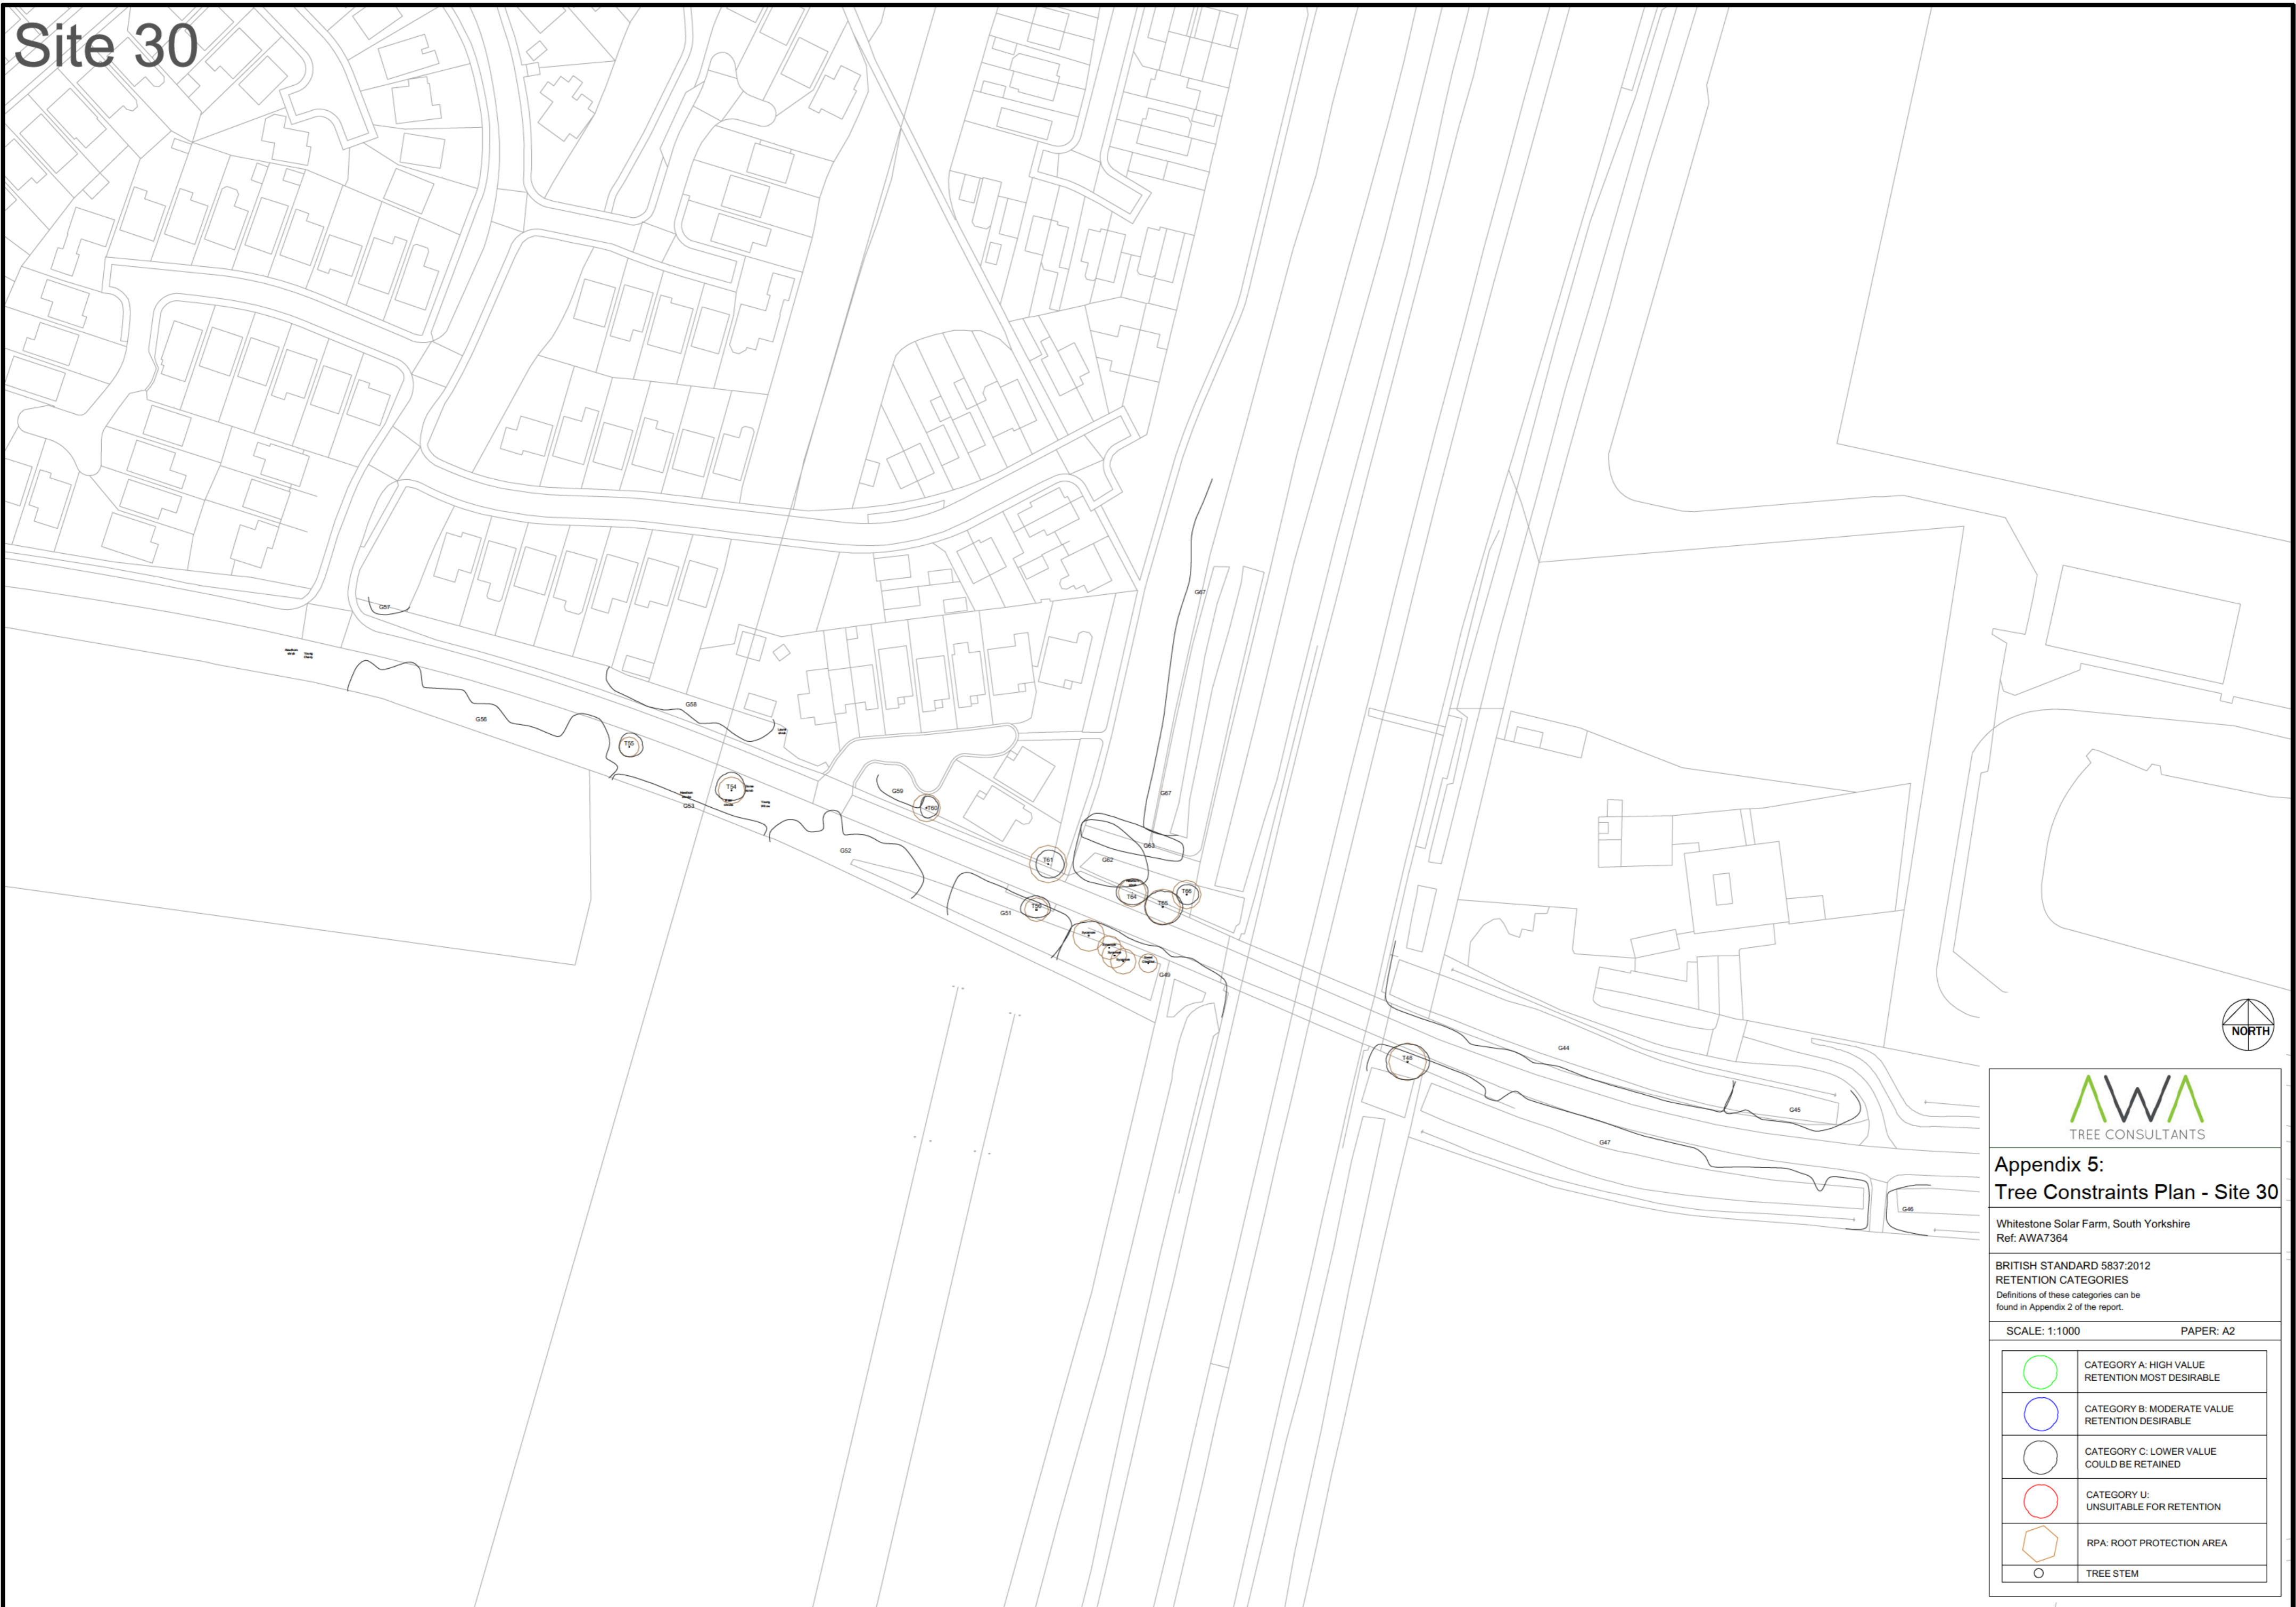 Site 30
G67
G57
G56
G58
T55
T54
G53
G59
T60
G67
G52
G63
T61
G62
T66
T64
T65
G51
G49
NORTH
G44
T48
G45
G47
G46
AWA
TREE CONSULTANTS
Appendix 5:
Tree Constraints Plan - Site 30
Whitestone Solar Farm, South Yorkshire
Ref: AWA7364
BRITISH STANDARD 5837:2012
RETENTION CATEGORIES
Definitions of these categories can be
found in Appendix 2 of the report.
SCALE: 1:1000 PAPER: A2
CATEGORY A: HIGH VALUE
RETENTION MOST DESIRABLE
CATEGORY B: MODERATE VALUE
RETENTION DESIRABLE
CATEGORY C: LOWER VALUE
COULD BE RETAINED
CATEGORY U:
UNSUITABLE FOR RETENTION
RPA: ROOT PROTECTION AREA
TREE STEM